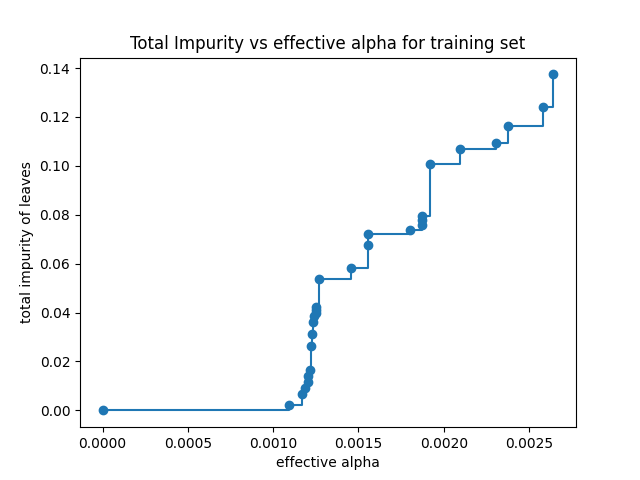 Total Impurity vs effective alpha for training set
0.14
0.12
0.10
0.08
0.06
0.04
0.02
0.00
total impurity of leaves
0.0000 0.0005 0.0010 0.0015 0.0020 0.0025
effective alpha